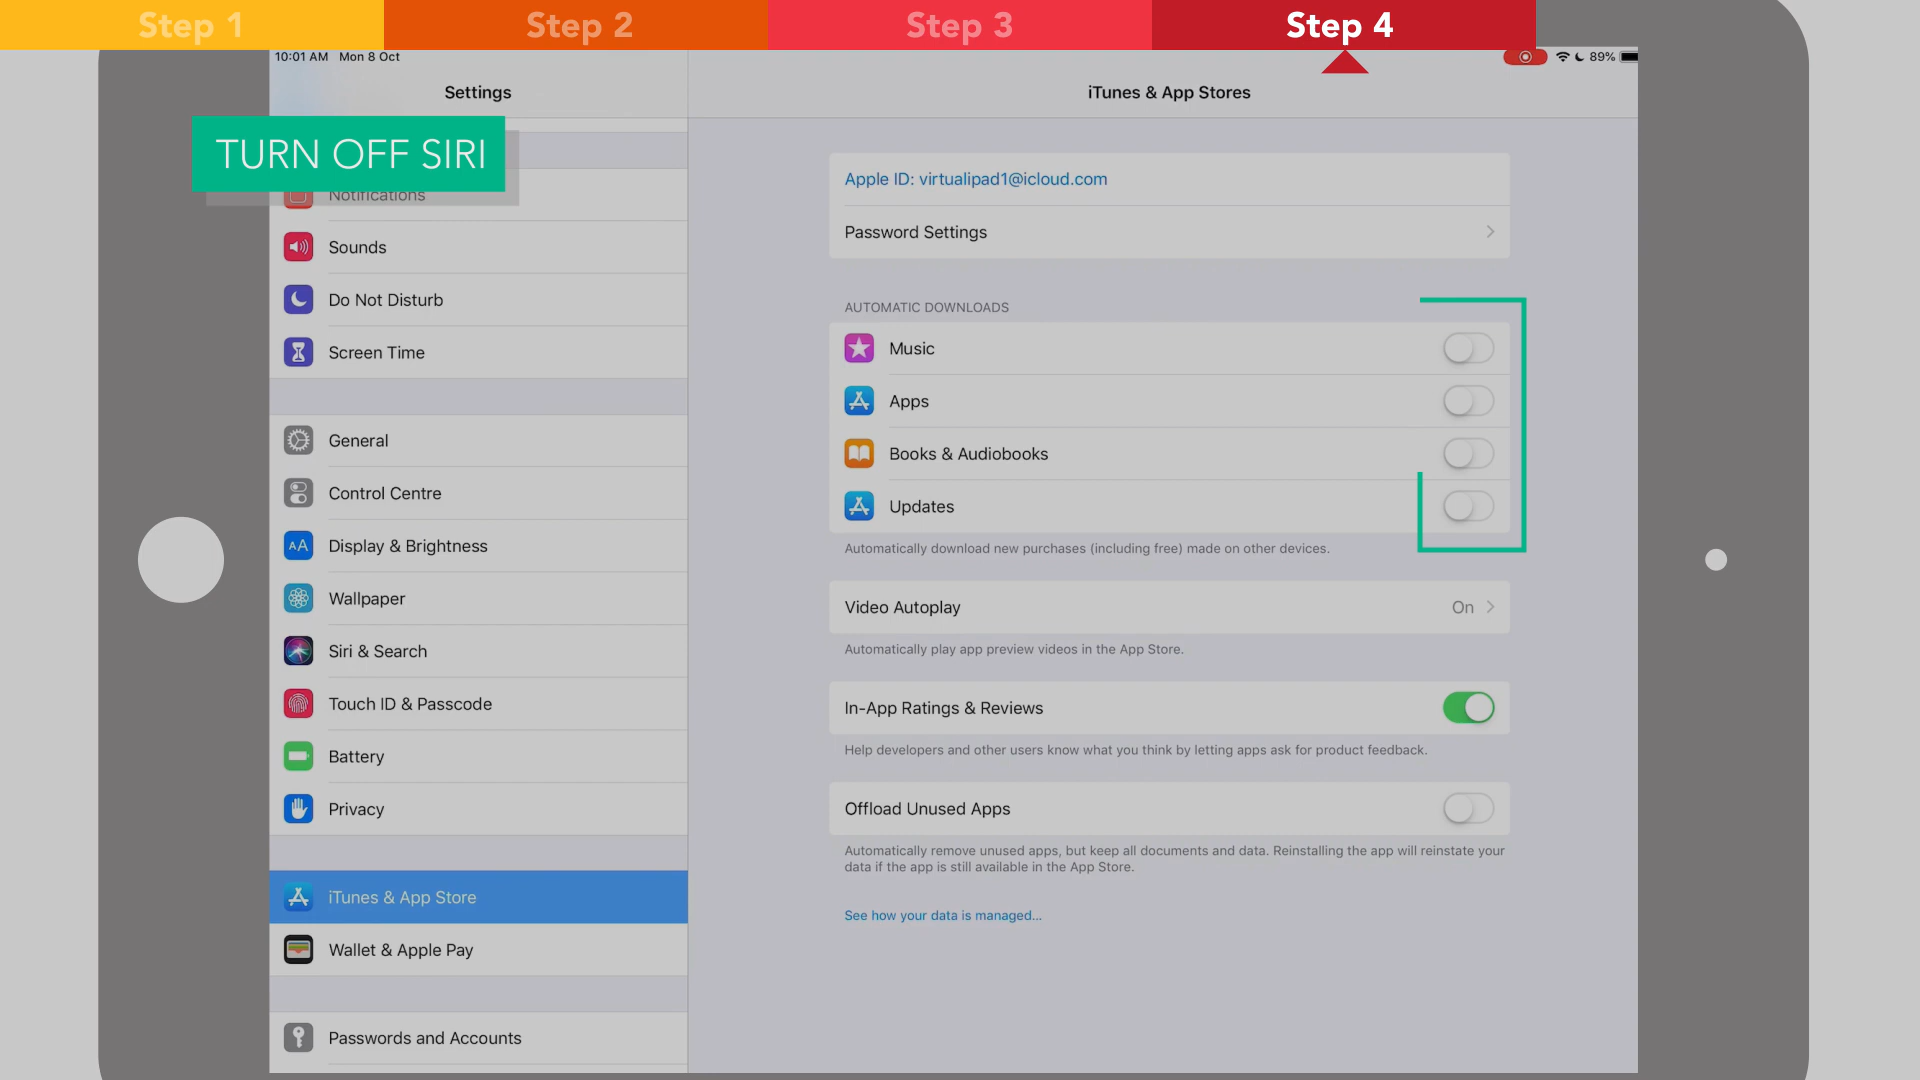 Step 1
Step 2
Step 3
Step 4
10:01 AM Mon 8 Oct
89%
Settings
iTunes & App Stores
TURN OFF SIRI
Notifications
Sounds
Do Not Disturb
Screen Time
General
Control Centre
Display & Brightness
Wallpaper
Siri & Search
Touch ID & Passcode
Battery
Privacy
iTunes & App Store
Wallet & Apple Pay
Passwords and Accounts
Apple ID: virtualipad1@icloud.com
Password Settings
AUTOMATIC DOWNLOADS
Music
Apps
Books & Audiobooks
Updates
Automatically download new purchases (including free) made on other devices.
Video Autoplay On
Automatically play app preview videos in the App Store.
In-App Ratings & Reviews
Help developers and other users know what you think by letting apps ask for product feedback.
Offload Unused Apps
Automatically remove unused apps, but keep all documents and data. Reinstalling the app will reinstate your
data if the app is still available in the App Store.
See how your data is managed...